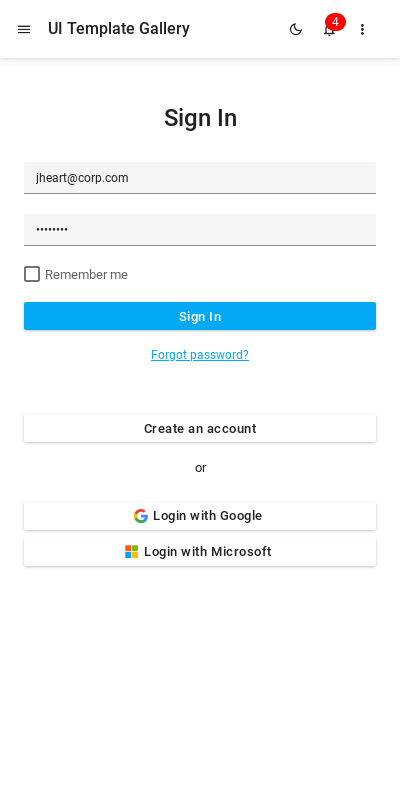 UI Template Gallery
4
Sign In
jheart@corp.com
••••••••
Remember me
Sign In
Forgot password?
Create an account
or
Login with Google
Login with Microsoft